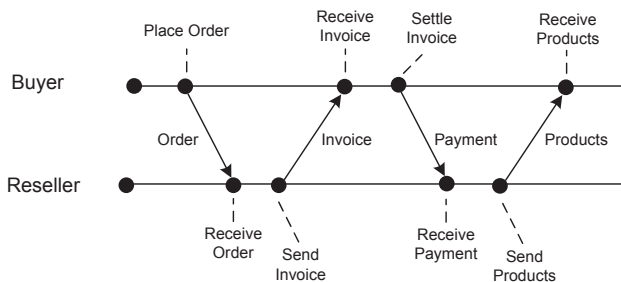 Place Order
Receive
Invoice
Settle
Invoice
Receive
Products
Buyer
Order
Invoice
Payment
Products
Reseller
Receive
Order
Send
Invoice
Receive
Payment
Send
Products